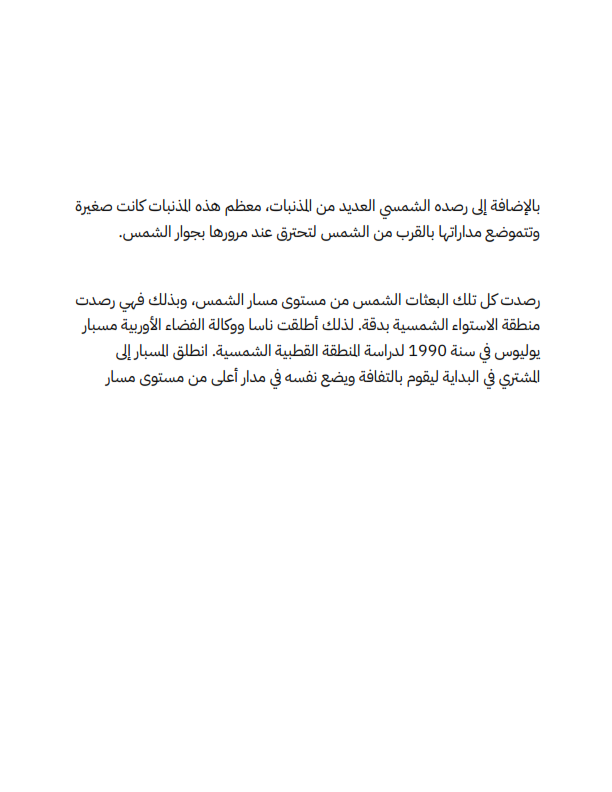 بالإضافة إلى رصده الشمسي العديد من المذنبات، معظم هذه المذنبات كانت صغيرة
وتتموضع مداراتها بالقرب من الشمس لتحترق عند مرورها بجوار الشمس.
رصدت كل تلك البعثات الشمس من مستوى مسار الشمس، وبذلك فهي رصدت
منطقة الاستواء الشمسية بدقة. لذلك أطلقت ناسا ووكالة الفضاء الأوربية مسبار
يوليوس في سنة 1990 لدراسة المنطقة القطبية الشمسية. انطلق المسبار إلى
المشتري في البداية ليقوم بالتفافة ويضع نفسه في مدار أعلى من مستوى مسار